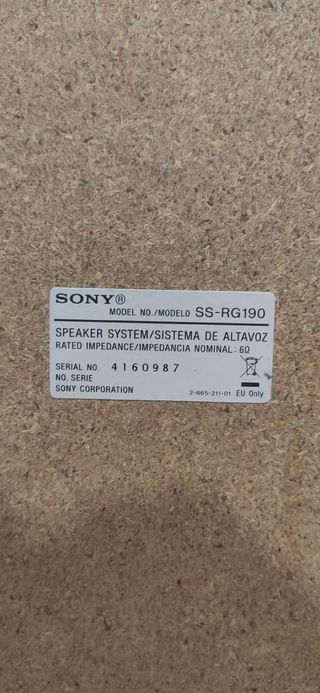 SONY®
MODEL NO./MODELO SS-RG190
SPEAKER SYSTEM/SISTEMA DE ALTAVOZ
RATED IMPEDANCE/IMPEDANCIA NOMINAL: 6Ω
SERIAL NO. 4160987
NO. SERIE
SONY CORPORATION
2-665-211-01 EU Only